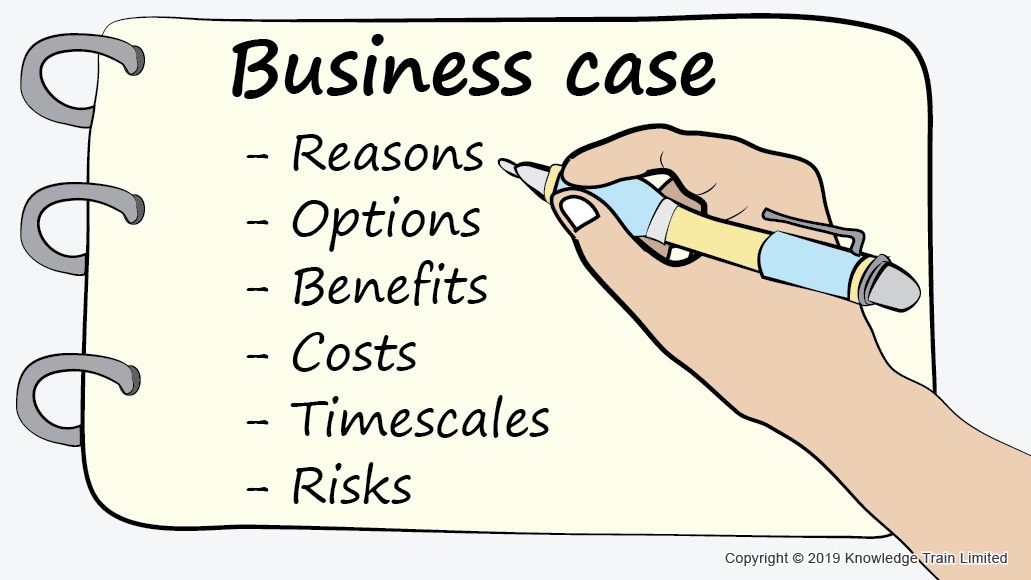 Business case
- Reasons
- Options
- Benefits
- Costs
- Timescales
- Risks
Copyright © 2019 Knowledge Train Limited